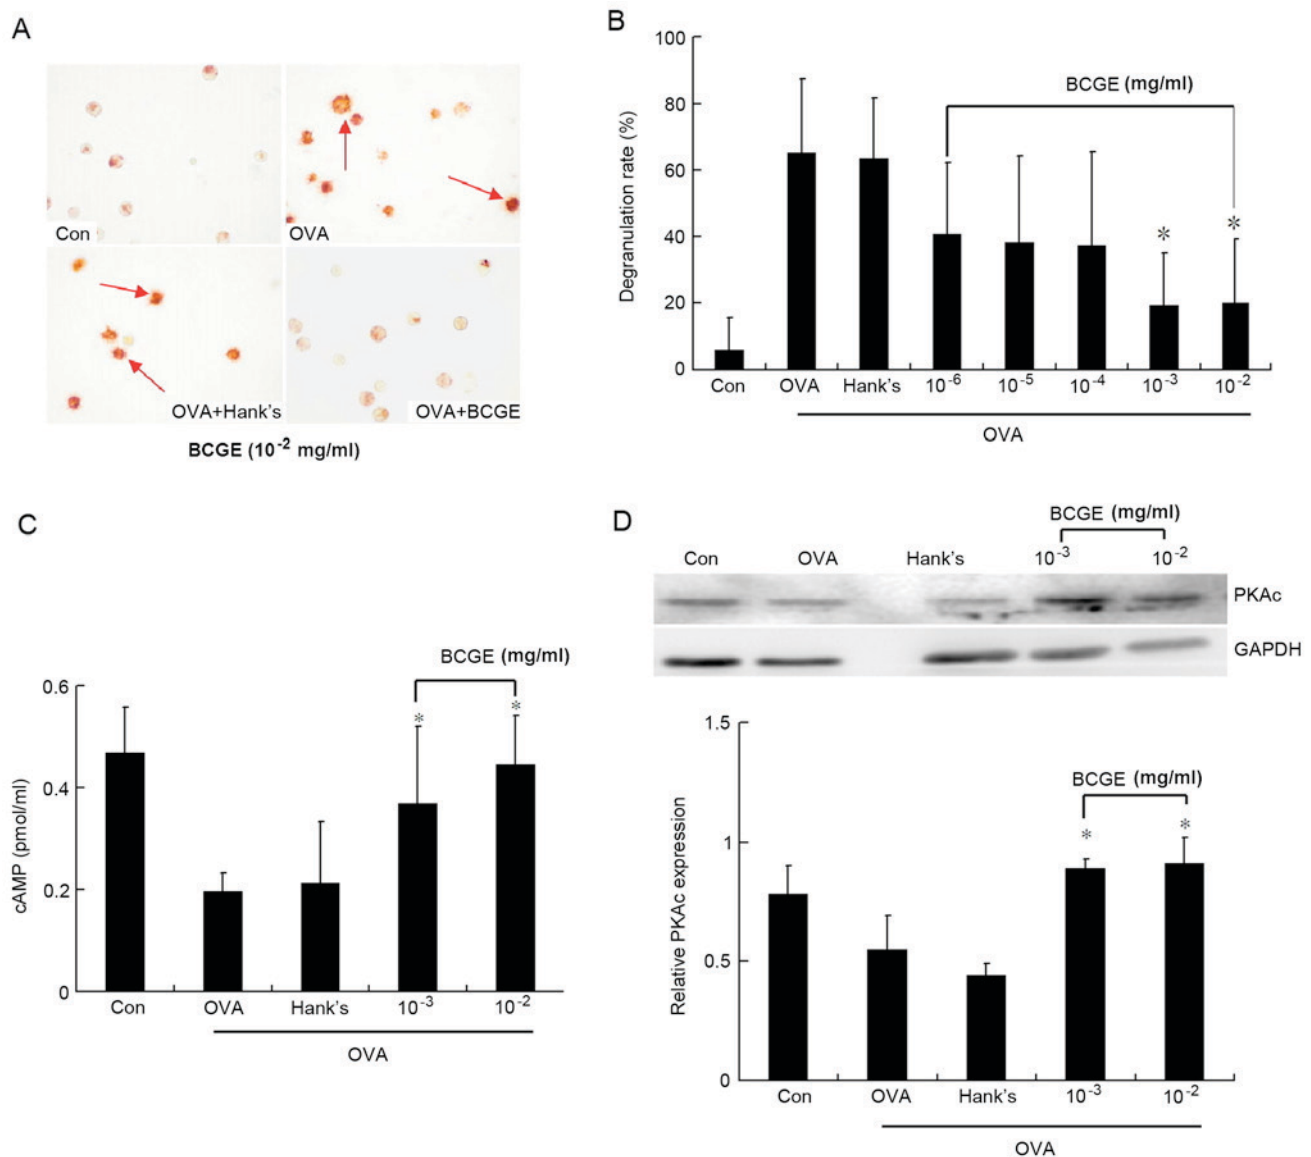 A
Con
OVA
OVA+Hank's
OVA+BCGE
BCGE (10⁻² mg/ml)
B
BCGE (mg/ml)
Degranulation rate (%)
100
80
60
40
20
0
*
*
Con
OVA
Hank's
10⁻⁶
10⁻⁵
10⁻⁴
10⁻³
10⁻²
OVA
C
BCGE (mg/ml)
cAMP (pmol/ml)
0.6
0.4
0.2
0
*
*
Con
OVA
Hank's
10⁻³
10⁻²
OVA
D
BCGE (mg/ml)
Con
OVA
Hank's
10⁻³
10⁻²
PKAc
GAPDH
BCGE (mg/ml)
Relative PKAc expression
1.5
1
0.5
0
*
*
Con
OVA
Hank's
10⁻³
10⁻²
OVA